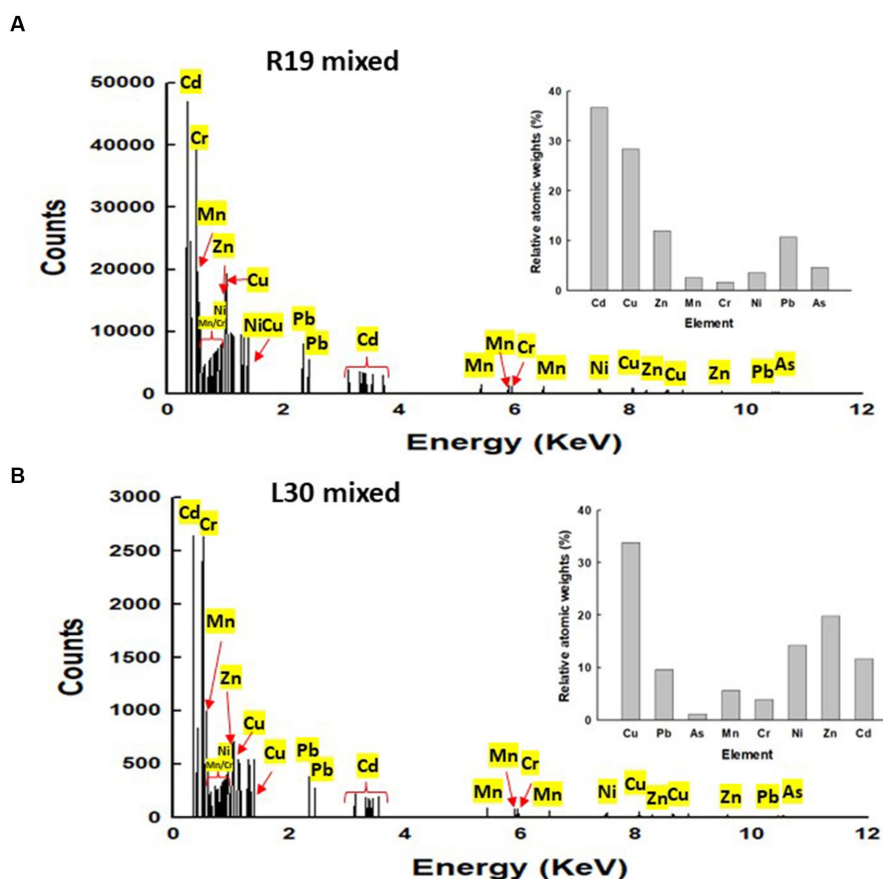 A
R19 mixed
50000
40000
30000
20000
10000
0
Counts
Cd
Cr
Mn
Zn
Cu
Ni
Mn/Cr
NiCu
Pb
Pb
Cd
Mn
Mn
Cr
Mn
Ni
Cu
Zn
Cu
Zn
Pb
As
0 2 4 6 8 10 12
Energy (KeV)
40
30
20
10
0
Relative atomic weights (%)
Cd Cu Zn Mn Cr Ni Pb As
Element
B
L30 mixed
3000
2500
2000
1500
1000
500
0
Counts
Cd
Cr
Mn
Zn
Cu
Ni
Mn/Cr
Cu
Pb
Pb
Cd
Mn
Mn
Cr
Mn
Ni
Cu
Zn
Cu
Zn
Pb
As
0 2 4 6 8 10 12
Energy (KeV)
40
30
20
10
0
Relative atomic weights (%)
Cu Pb As Mn Cr Ni Zn Cd
Element